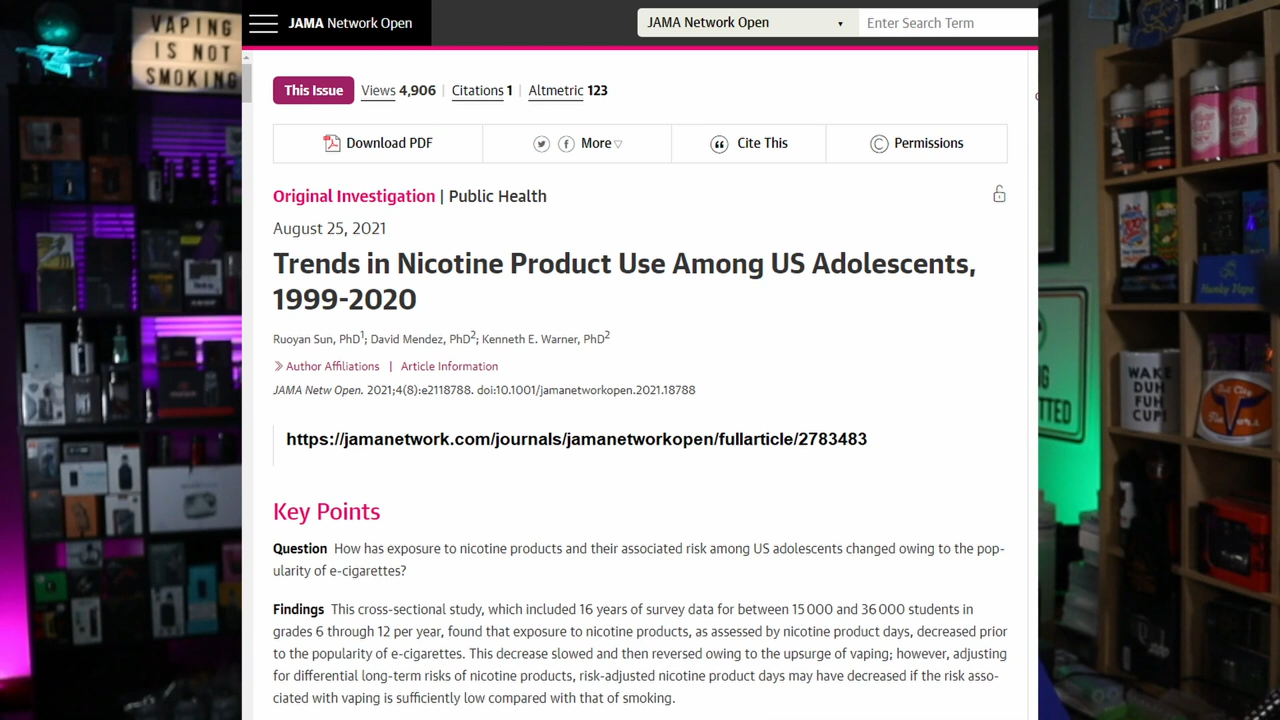 VAPING
IS NOT
SMOKING
JAMA Network Open
JAMA Network Open
Enter Search Term
This Issue
Views 4,906
Citations 1
Altmetric 123
Download PDF
More
Cite This
Permissions
Original Investigation | Public Health
August 25, 2021
Trends in Nicotine Product Use Among US Adolescents,
1999-2020
Ruoyan Sun, PhD1; David Mendez, PhD2; Kenneth E. Warner, PhD2
Author Affiliations | Article Information
JAMA Netw Open. 2021;4(8):e2118788. doi:10.1001/jamanetworkopen.2021.18788
https://jamanetwork.com/journals/jamanetworkopen/fullarticle/2783483
Key Points
Question How has exposure to nicotine products and their associated risk among US adolescents changed owing to the pop-
ularity of e-cigarettes?
Findings This cross-sectional study, which included 16 years of survey data for between 15 000 and 36 000 students in
grades 6 through 12 per year, found that exposure to nicotine products, as assessed by nicotine product days, decreased prior
to the popularity of e-cigarettes. This decrease slowed and then reversed owing to the upsurge of vaping; however, adjusting
for differential long-term risks of nicotine products, risk-adjusted nicotine product days may have decreased if the risk asso-
ciated with vaping is sufficiently low compared with that of smoking.
Hunky Vape
WAKE
DUH
FUH
CUP!